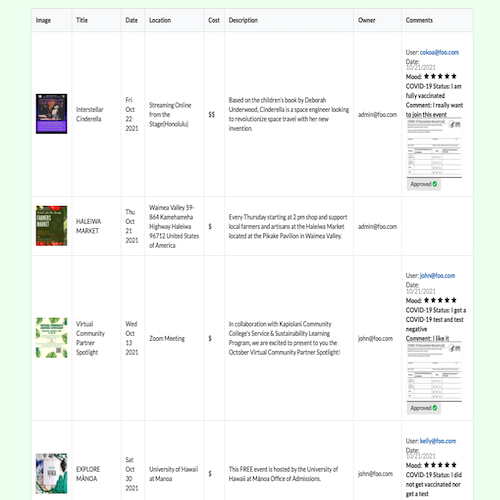 Image Title Date Location Cost Description Owner Comments
Interstellar
Cinderella
Fri
Oct
22
2021
Streaming Online
from the
Stage(Honolulu)
$$
Based on the children's book by Deborah
Underwood, Cinderella is a space engineer looking
to revolutionize space travel with her new
invention.
admin@foo.com
User: cokoa@foo.com
Date:
10/21/2021
Mood: ★ ★ ★ ★ ★
COVID-19 Status: I am
fully vaccinated
Comment: I really want
to join this event
Approved
FARMERS
MARKET
HALEIWA
MARKET
Thu
Oct
21
2021
Waimea Valley 59-
864 Kamehameha
Highway Haleiwa
96712 United States
of America
$
Every Thursday starting at 2 pm shop and support
local farmers and artisans at the Haleiwa Market
located at the Pikake Pavilion in Waimea Valley.
admin@foo.com
Virtual
Community
Partner
Spotlight
Wed
Oct
13
2021
Zoom Meeting
$
In collaboration with Kapiolani Community
College's Service & Sustainability Learning
Program, we are excited to present to you the
October Virtual Community Partner Spotlight!
john@foo.com
User: john@foo.com
Date:
10/21/2021
Mood: ★ ★ ★ ★ ★
COVID-19 Status: I got a
COVID-19 test and test
negative
Comment: I like it
Approved
EXPLORE
MĀNOA
Sat
Oct
30
2021
University of Hawaii
at Manoa
$
This FREE event is hosted by the University of
Hawaii at Mānoa Office of Admissions.
john@foo.com
User: kelly@foo.com
Date:
10/21/2021
Mood: ★ ★ ★ ★ ★
COVID-19 Status: I did
not get vaccinated nor
get a test